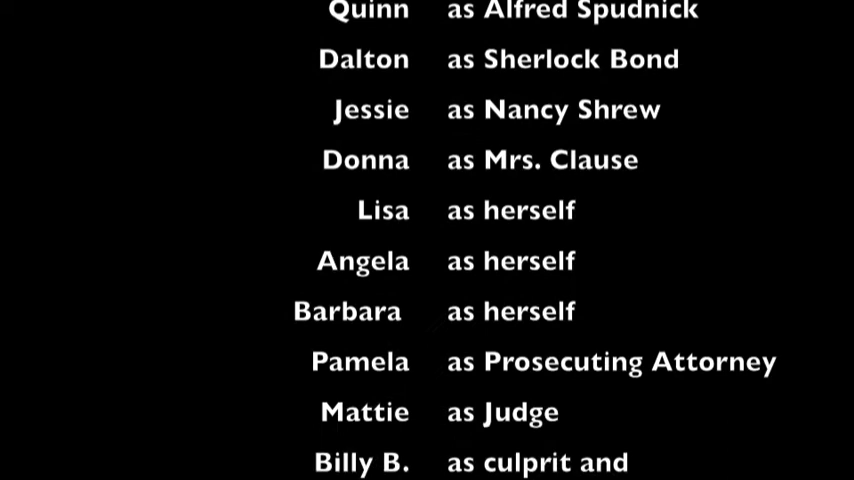 Quinn as Alfred Spudnick
Dalton as Sherlock Bond
Jessie as Nancy Shrew
Donna as Mrs. Clause
Lisa as herself
Angela as herself
Barbara as herself
Pamela as Prosecuting Attorney
Mattie as Judge
Billy B. as culprit and